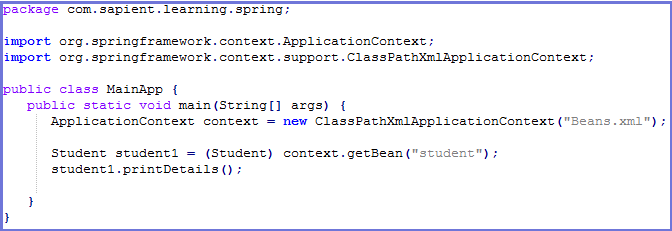 package com.sapient.learning.spring;
import org.springframework.context.ApplicationContext;
import org.springframework.context.support.ClassPathXmlApplicationContext;
public class MainApp {
public static void main(String[] args) {
ApplicationContext context = new ClassPathXmlApplicationContext("Beans.xml");
Student student1 = (Student) context.getBean("student");
student1.printDetails();
}
}